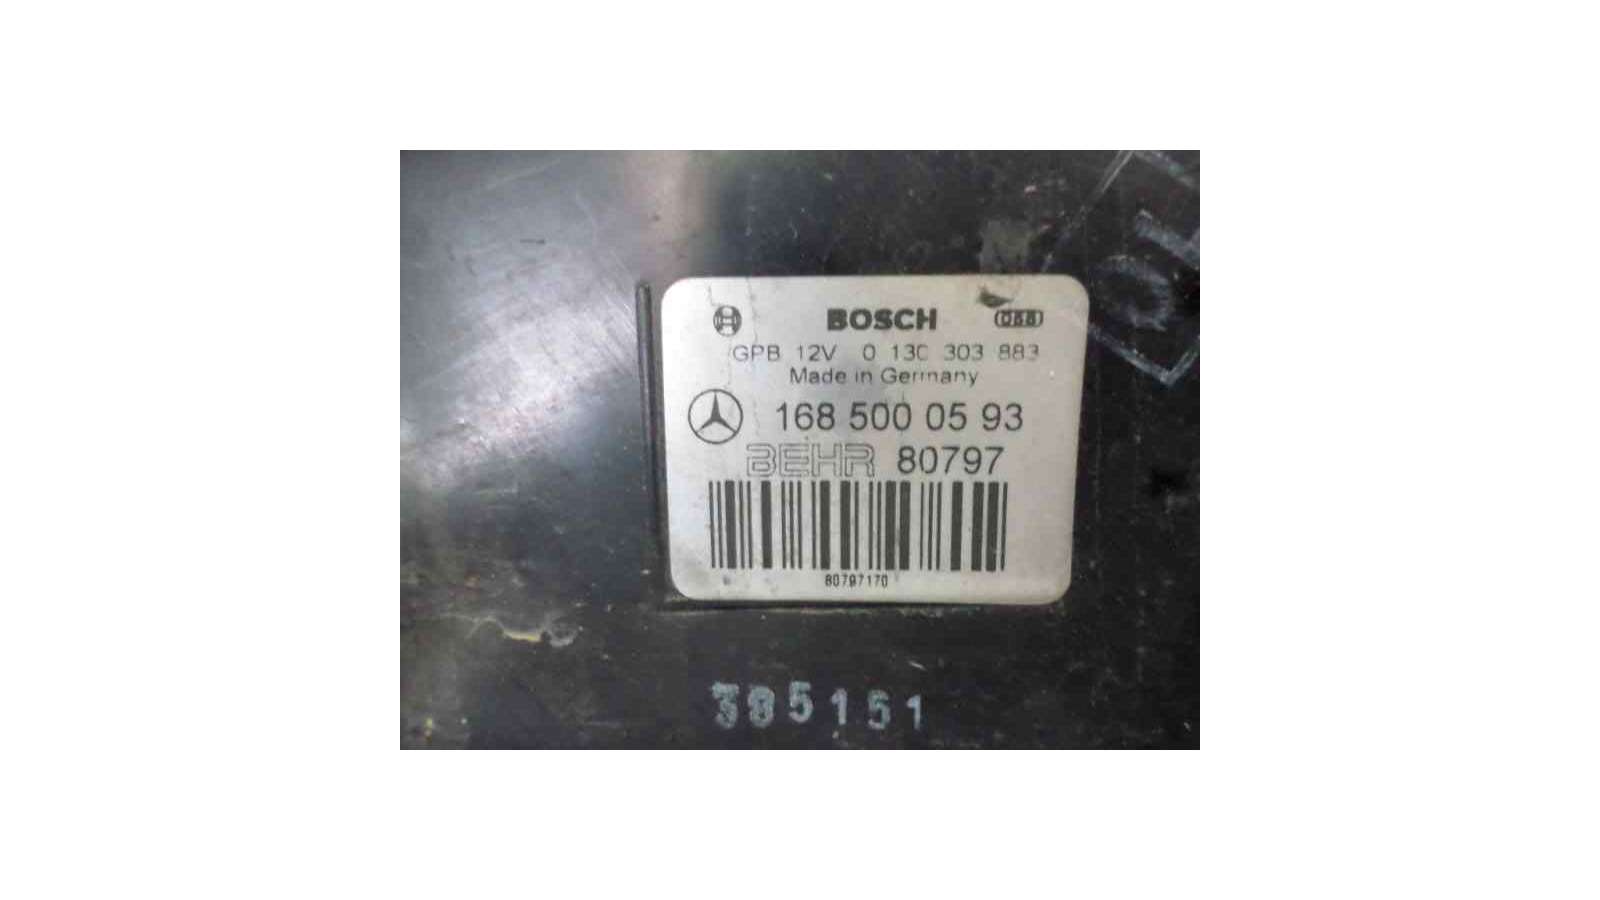 BOSCH
GPB 12V 0 130 303 883
Made in Germany
168 500 05 93
BEHR 80797
80797170
385151